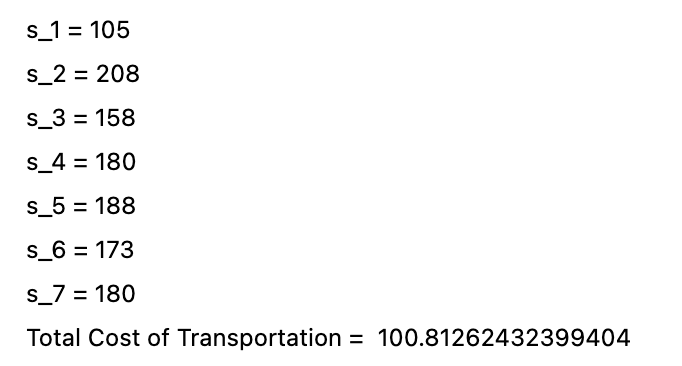 s_1 = 105
s_2 = 208
s_3 = 158
s_4 = 180
s_5 = 188
s_6 = 173
s_7 = 180
Total Cost of Transportation =  100.81262432399404